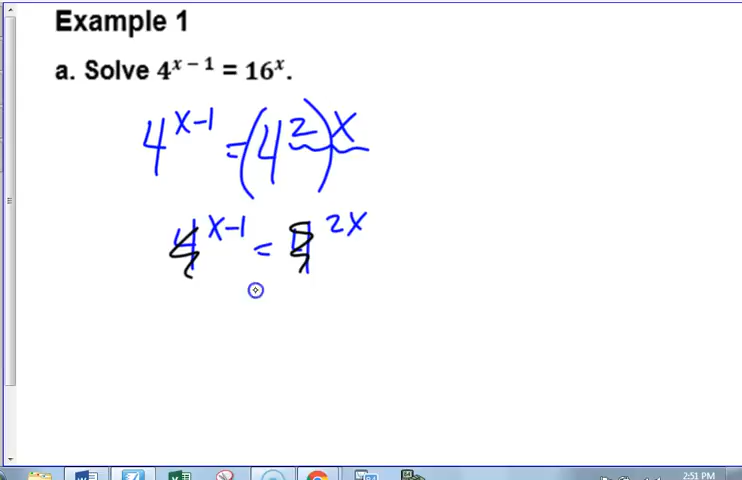 Example 1
a. Solve 4^{x – 1} = 16^x.
4^{x-1} = (4^2)^x
4^{x-1} = 4^{2x}
2:51 PM